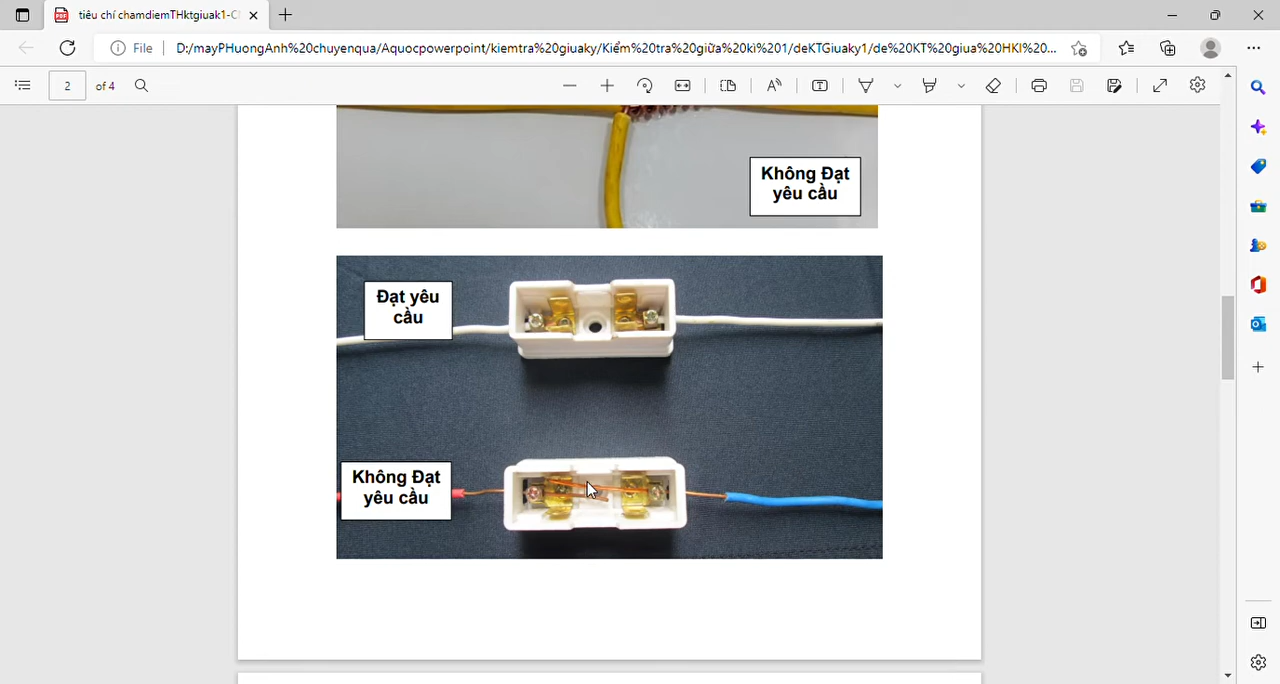 tiêu chí chamdiemTHktgiuak1-C
File
D:/mayPHuongAnh%20chuyenqua/Aquocpowerpoint/kiemtra%20giuaky/Kiểm%20tra%20giữa%20kì%201/deKTGiuaky1/de%20KT%20giua%20HKI%20...
2
of 4
Không Đạt
yêu cầu
Đạt yêu
cầu
Không Đạt
yêu cầu